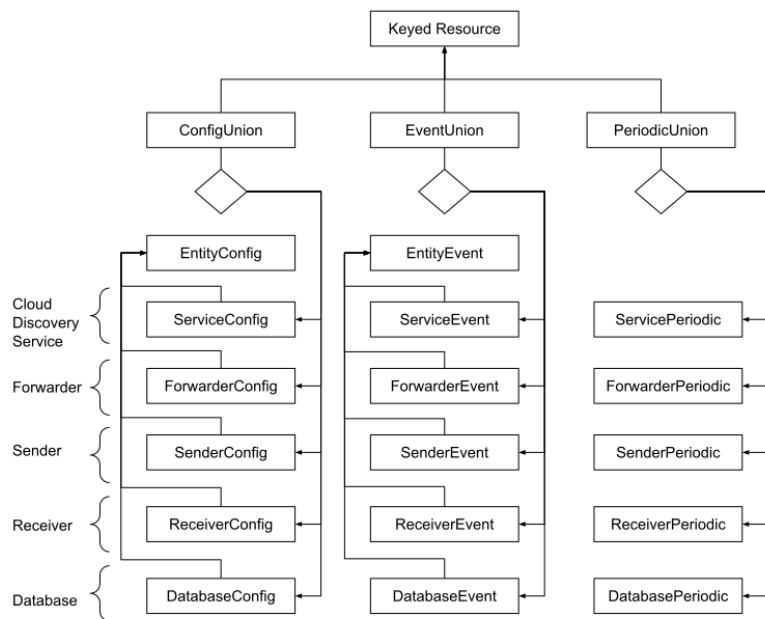 Keyed Resource
ConfigUnion
EventUnion
PeriodicUnion
EntityConfig
EntityEvent
Cloud
Discovery
Service
ServiceConfig
ServiceEvent
ServicePeriodic
Forwarder
ForwarderConfig
ForwarderEvent
ForwarderPeriodic
Sender
SenderConfig
SenderEvent
SenderPeriodic
Receiver
ReceiverConfig
ReceiverEvent
ReceiverPeriodic
Database
DatabaseConfig
DatabaseEvent
DatabasePeriodic